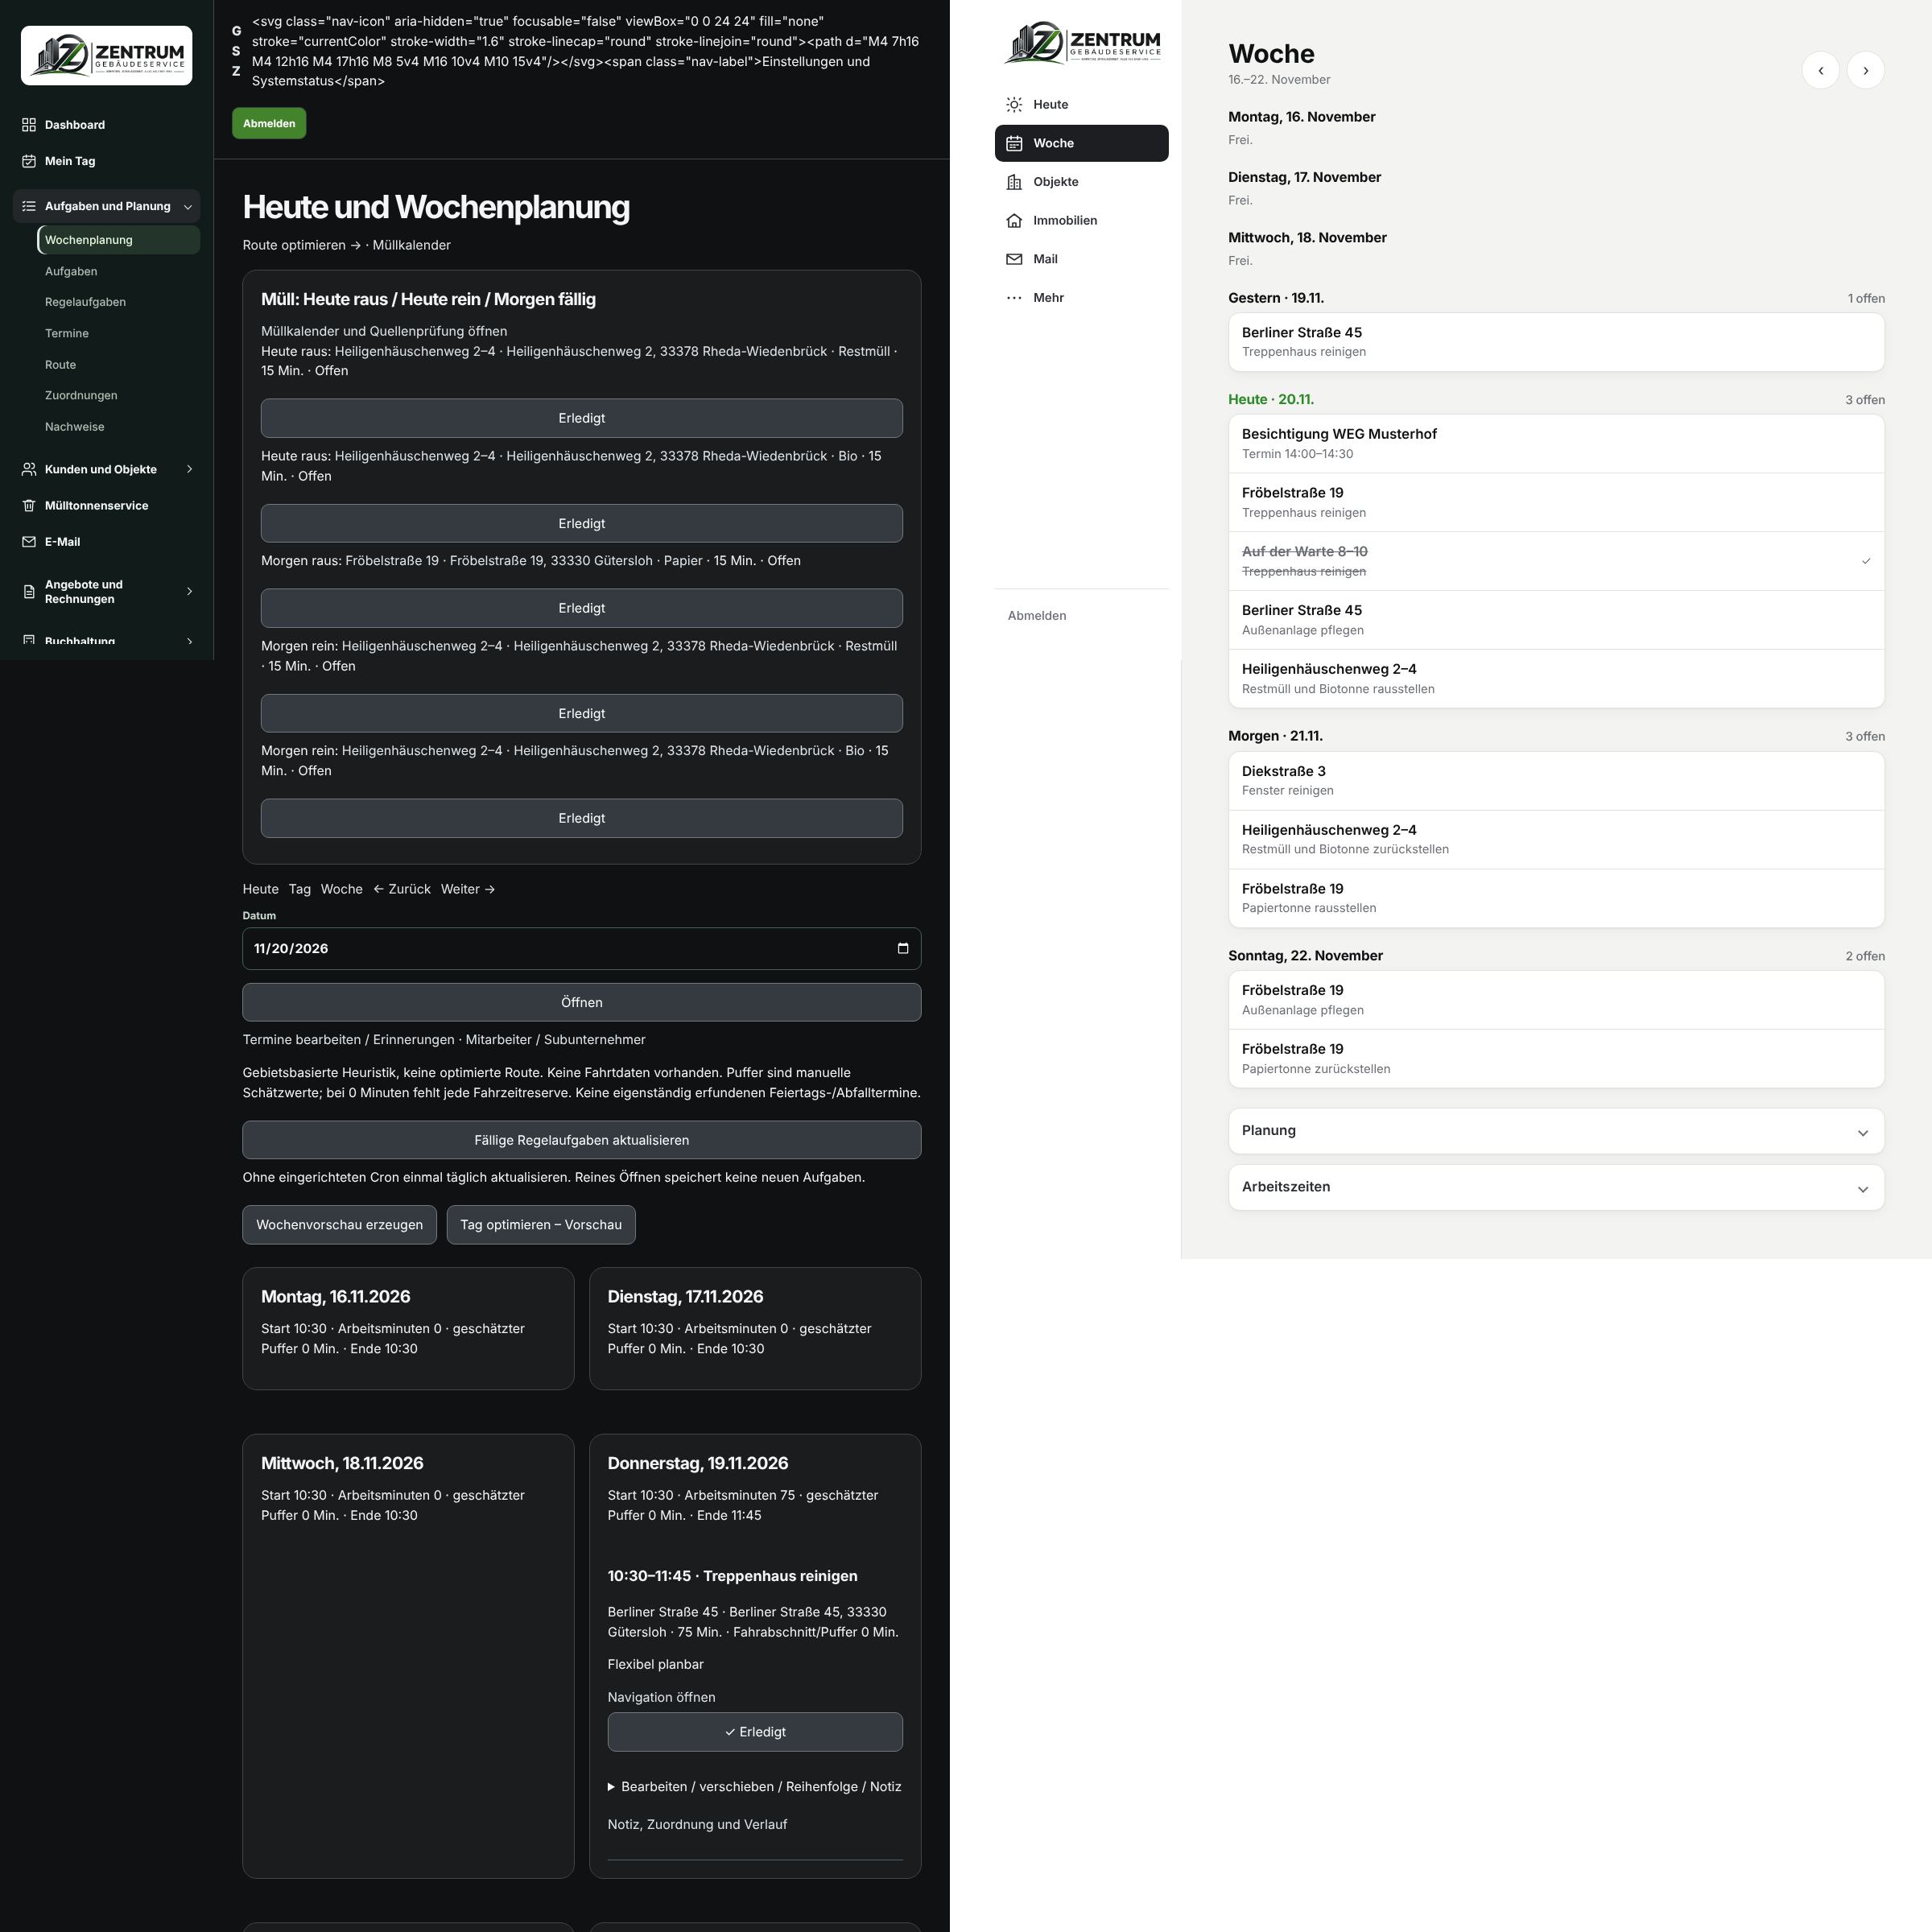 ZENTRUM
GEBÄUDESERVICE
Dashboard
Mein Tag
Aufgaben und Planung
Wochenplanung
Aufgaben
Regelaufgaben
Termine
Route
Zuordnungen
Nachweise
Kunden und Objekte
Mülltonnenservice
E-Mail
Angebote und
Rechnungen
Buchhaltung
G
S
Z
<svg class="nav-icon" aria-hidden="true" focusable="false" viewBox="0 0 24 24" fill="none"
stroke="currentColor" stroke-width="1.6" stroke-linecap="round" stroke-linejoin="round"><path d="M4 7h16
M4 12h16 M4 17h16 M8 5v4 M16 10v4 M10 15v4"/></svg><span class="nav-label">Einstellungen und
Systemstatus</span>
Abmelden
Heute und Wochenplanung
Route optimieren → · Müllkalender
Müll: Heute raus / Heute rein / Morgen fällig
Müllkalender und Quellenprüfung öffnen
Heute raus: Heiligenhäuschenweg 2–4 · Heiligenhäuschenweg 2, 33378 Rheda-Wiedenbrück · Restmüll ·
15 Min. · Offen
Erledigt
Heute raus: Heiligenhäuschenweg 2–4 · Heiligenhäuschenweg 2, 33378 Rheda-Wiedenbrück · Bio · 15
Min. · Offen
Erledigt
Morgen raus: Fröbelstraße 19 · Fröbelstraße 19, 33330 Gütersloh · Papier · 15 Min. · Offen
Erledigt
Morgen rein: Heiligenhäuschenweg 2–4 · Heiligenhäuschenweg 2, 33378 Rheda-Wiedenbrück · Restmüll
· 15 Min. · Offen
Erledigt
Morgen rein: Heiligenhäuschenweg 2–4 · Heiligenhäuschenweg 2, 33378 Rheda-Wiedenbrück · Bio · 15
Min. · Offen
Erledigt
Heute Tag Woche ← Zurück Weiter →
Datum
11/20/2026
Öffnen
Termine bearbeiten / Erinnerungen · Mitarbeiter / Subunternehmer
Gebietsbasierte Heuristik, keine optimierte Route. Keine Fahrtdaten vorhanden. Puffer sind manuelle
Schätzwerte; bei 0 Minuten fehlt jede Fahrzeitreserve. Keine eigenständig erfundenen Feiertags-/Abfalltermine.
Fällige Regelaufgaben aktualisieren
Ohne eingerichteten Cron einmal täglich aktualisieren. Reines Öffnen speichert keine neuen Aufgaben.
Wochenvorschau erzeugen
Tag optimieren – Vorschau
Montag, 16.11.2026
Start 10:30 · Arbeitsminuten 0 · geschätzter
Puffer 0 Min. · Ende 10:30
Dienstag, 17.11.2026
Start 10:30 · Arbeitsminuten 0 · geschätzter
Puffer 0 Min. · Ende 10:30
Mittwoch, 18.11.2026
Start 10:30 · Arbeitsminuten 0 · geschätzter
Puffer 0 Min. · Ende 10:30
Donnerstag, 19.11.2026
Start 10:30 · Arbeitsminuten 75 · geschätzter
Puffer 0 Min. · Ende 11:45
10:30–11:45 · Treppenhaus reinigen
Berliner Straße 45 · Berliner Straße 45, 33330
Gütersloh · 75 Min. · Fahrabschnitt/Puffer 0 Min.
Flexibel planbar
Navigation öffnen
✓ Erledigt
▶ Bearbeiten / verschieben / Reihenfolge / Notiz
Notiz, Zuordnung und Verlauf
ZENTRUM
GEBÄUDESERVICE
Heute
Woche
Objekte
Immobilien
Mail
Mehr
Abmelden
Woche
16.–22. November
‹ ›
Montag, 16. November
Frei.
Dienstag, 17. November
Frei.
Mittwoch, 18. November
Frei.
Gestern · 19.11. 1 offen
Berliner Straße 45
Treppenhaus reinigen
Heute · 20.11. 3 offen
Besichtigung WEG Musterhof
Termin 14:00–14:30
Fröbelstraße 19
Treppenhaus reinigen
Auf der Warte 8–10
Treppenhaus reinigen ✓
Berliner Straße 45
Außenanlage pflegen
Heiligenhäuschenweg 2–4
Restmüll und Biotonne rausstellen
Morgen · 21.11. 3 offen
Diekstraße 3
Fenster reinigen
Heiligenhäuschenweg 2–4
Restmüll und Biotonne zurückstellen
Fröbelstraße 19
Papiertonne rausstellen
Sonntag, 22. November 2 offen
Fröbelstraße 19
Außenanlage pflegen
Fröbelstraße 19
Papiertonne zurückstellen
Planung
Arbeitszeiten